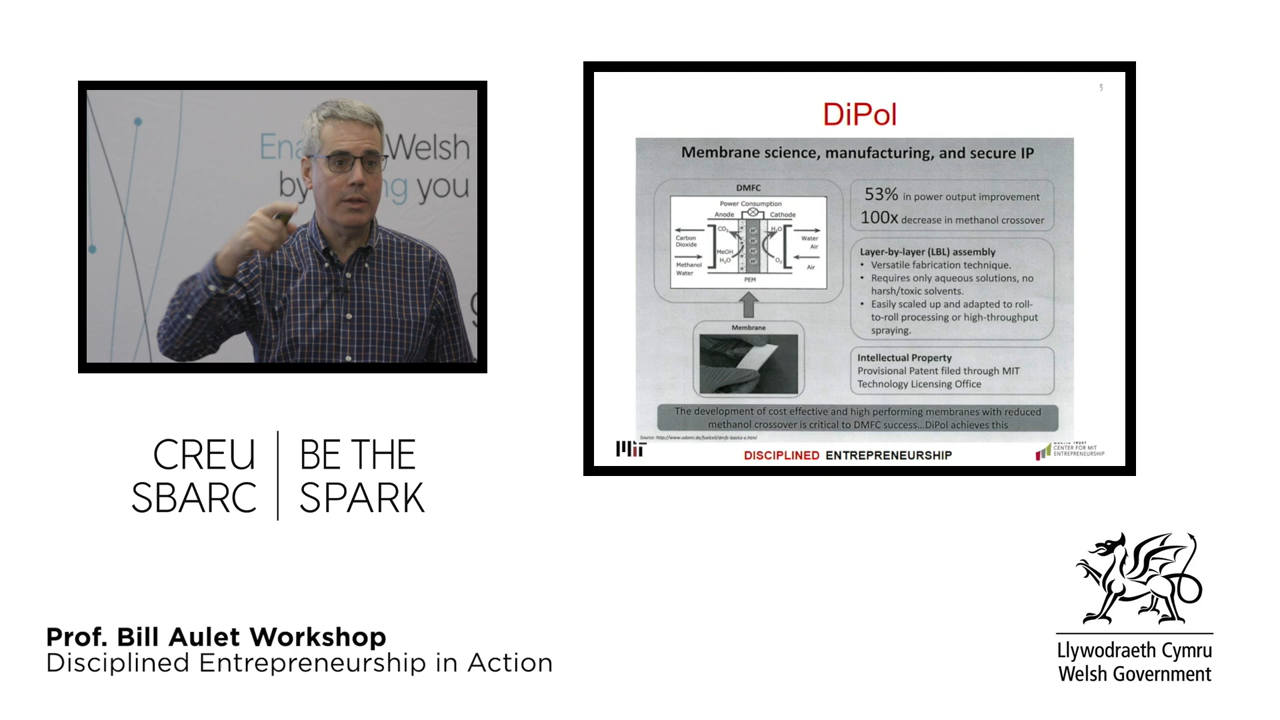 Welsh
by
you
DiPol
Membrane science, manufacturing, and secure IP
DMFC
Power Consumption
Anode
Cathode
CO₂
H₂O
Carbon
Dioxide
Water
Air
MeOH
H₂O
O₂
Methanol
Water
Air
PEM
Membrane
53% in power output improvement
100x decrease in methanol crossover
Layer-by-layer (LBL) assembly
• Versatile fabrication technique.
• Requires only aqueous solutions, no
harsh/toxic solvents.
• Easily scaled up and adapted to roll-
to-roll processing or high-throughput
spraying.
Intellectual Property
Provisional Patent filed through MIT
Technology Licensing Office
The development of cost effective and high performing membranes with reduced
methanol crossover is critical to DMFC success...DiPol achieves this
MIT
DISCIPLINED ENTREPRENEURSHIP
CENTER FOR MIT
ENTREPRENEURSHIP
CREU
SBARC
BE THE
SPARK
Prof. Bill Aulet Workshop
Disciplined Entrepreneurship in Action
Llywodraeth Cymru
Welsh Government